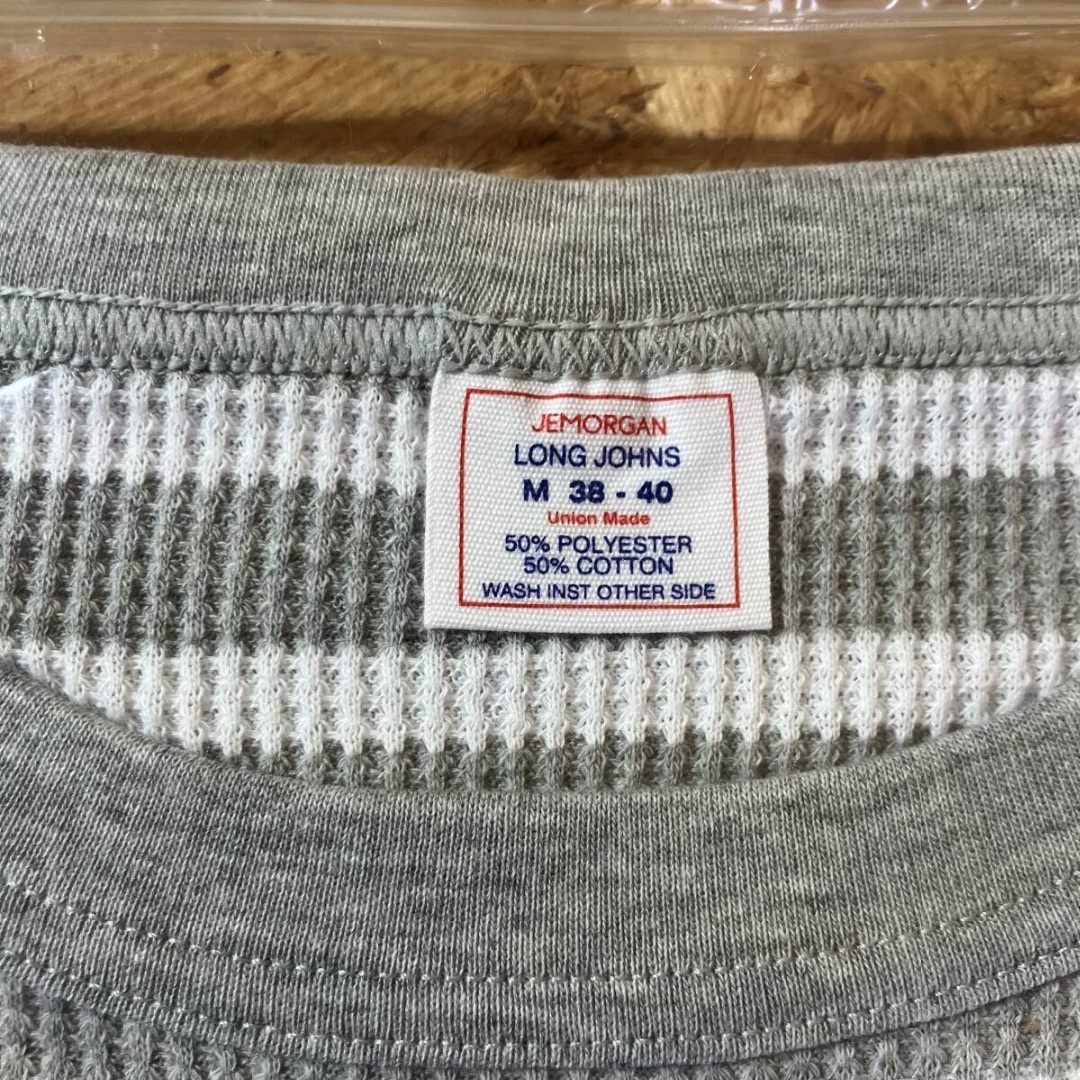 JEMORGAN
LONG JOHNS
M 38 - 40
Union Made
50% POLYESTER
50% COTTON
WASH INST OTHER SIDE